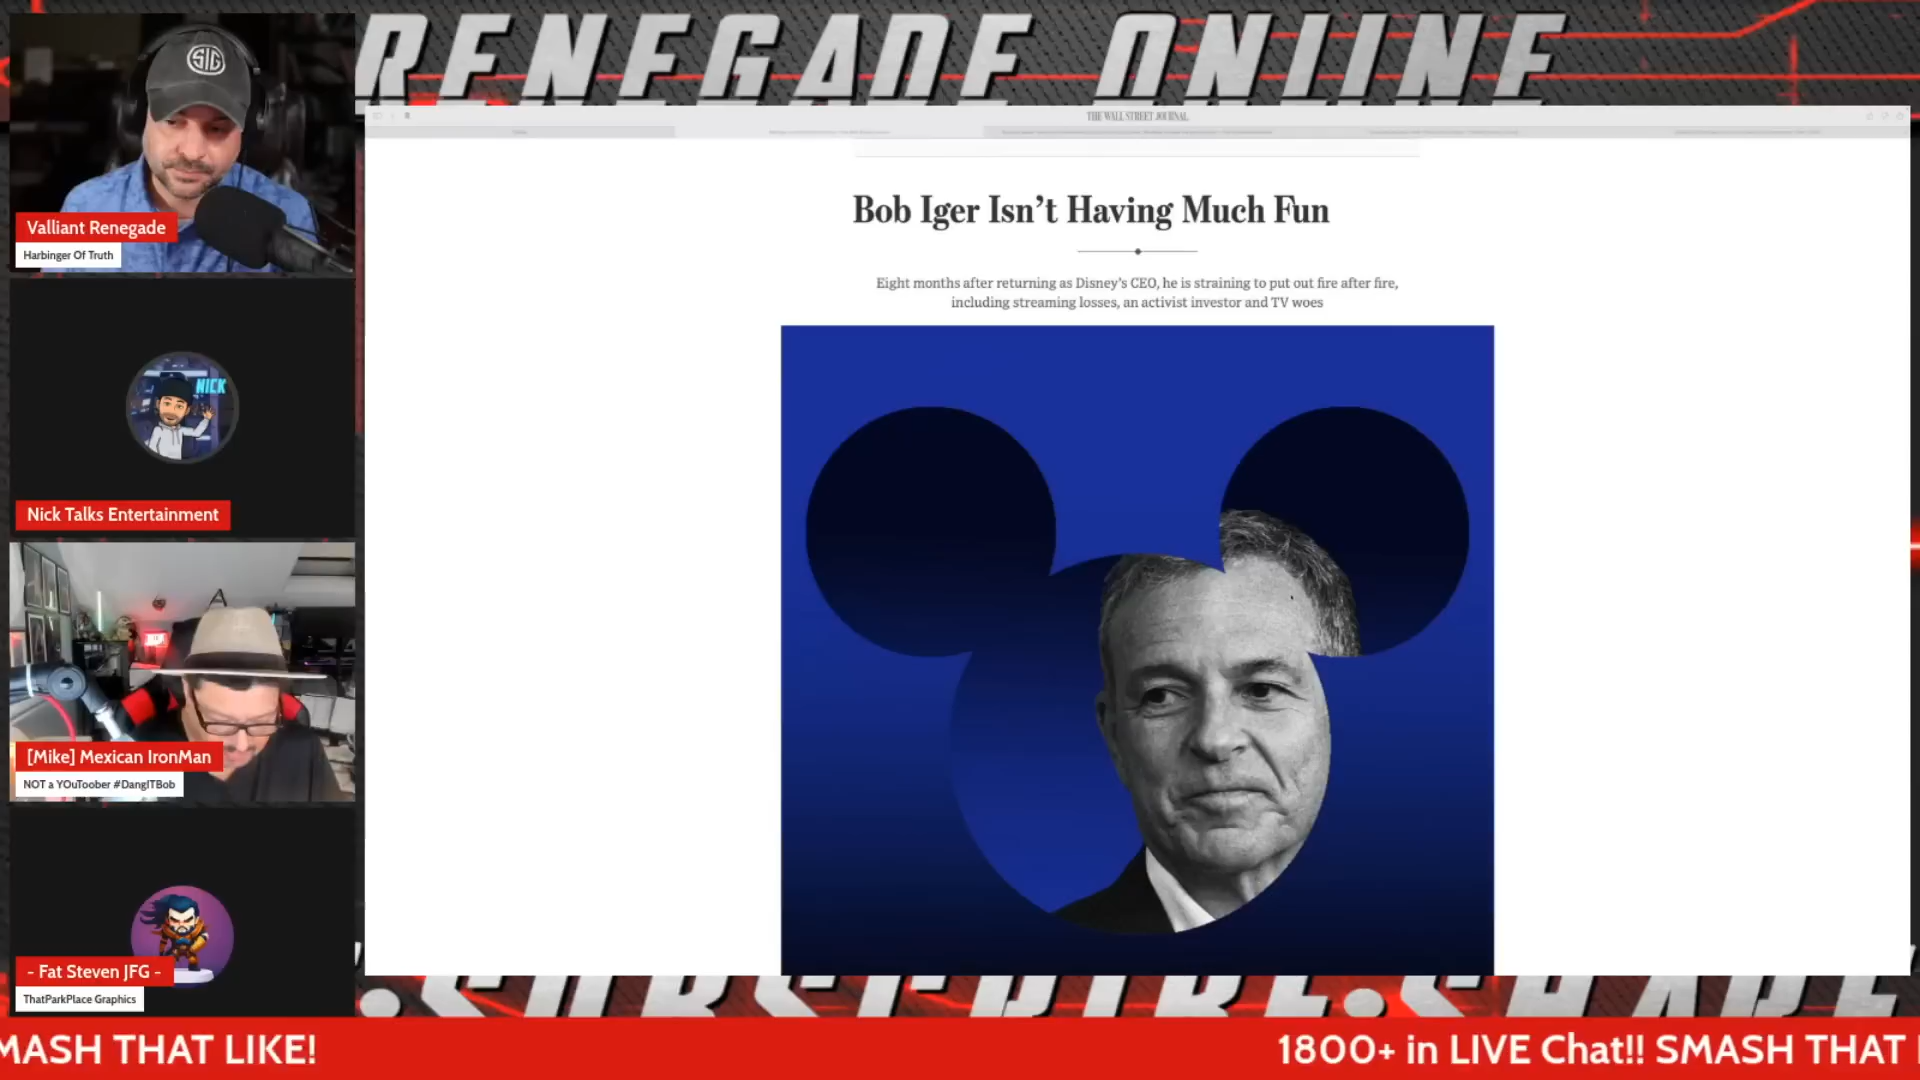 RENEGADE ONLINE
SIG
Valliant Renegade
Harbinger Of Truth
NICK
Nick Talks Entertainment
[Mike] Mexican IronMan
NOT a YOuToober #DangITBob
- Fat Steven JFG -
ThatParkPlace Graphics
THE WALL STREET JOURNAL
Bob Iger Isn’t Having Much Fun
Eight months after returning as Disney’s CEO, he is straining to put out fire after fire,
including streaming losses, an activist investor and TV woes
SUBSCRIBE SHARE
MASH THAT LIKE!
1800+ in LIVE Chat!! SMASH THAT